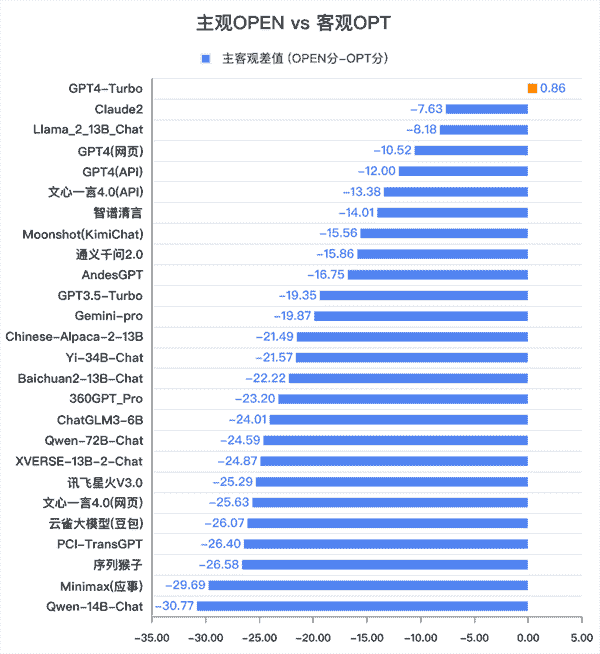 主观OPEN vs 客观OPT
主客观差值 (OPEN分-OPT分)
GPT4-Turbo 0.86
Claude2 -7.63
Llama_2_13B_Chat -8.18
GPT4(网页) -10.52
GPT4(API) -12.00
文心一言4.0(API) -13.38
智谱清言 -14.01
Moonshot(KimiChat) -15.56
通义千问2.0 -15.86
AndesGPT -16.75
GPT3.5-Turbo -19.35
Gemini-pro -19.87
Chinese-Alpaca-2-13B -21.49
Yi-34B-Chat -21.57
Baichuan2-13B-Chat -22.22
360GPT_Pro -23.20
ChatGLM3-6B -24.01
Qwen-72B-Chat -24.59
XVERSE-13B-2-Chat -24.87
讯飞星火V3.0 -25.29
文心一言4.0(网页) -25.63
云雀大模型(豆包) -26.07
PCI-TransGPT -26.40
序列猴子 -26.58
Minimax(应事) -29.69
Qwen-14B-Chat -30.77
-35.00 -30.00 -25.00 -20.00 -15.00 -10.00 -5.00 0.00 5.00